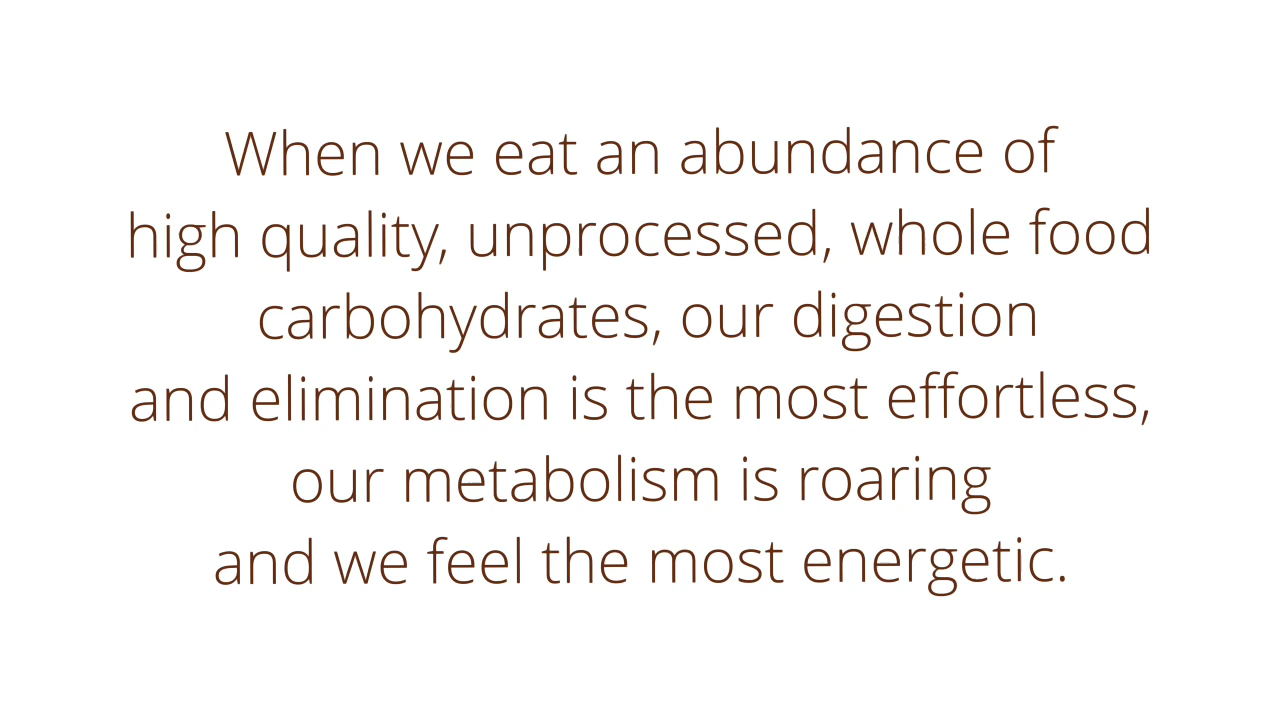 When we eat an abundance of
high quality, unprocessed, whole food
carbohydrates, our digestion
and elimination is the most effortless,
our metabolism is roaring
and we feel the most energetic.